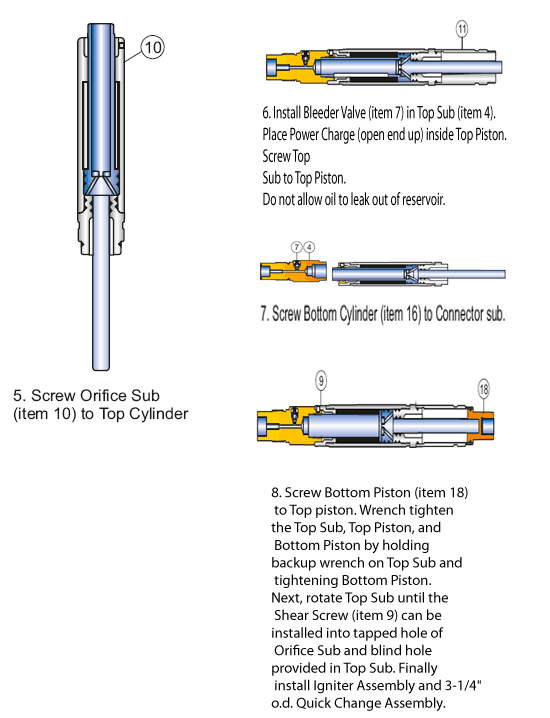 10
5. Screw Orifice Sub
(item 10) to Top Cylinder
11
6. Install Bleeder Valve (item 7) in Top Sub (item 4).
Place Power Charge (open end up) inside Top Piston.
Screw Top
Sub to Top Piston.
Do not allow oil to leak out of reservoir.
7 4
7. Screw Bottom Cylinder (item 16) to Connector sub.
9
18
8. Screw Bottom Piston (item 18)
to Top piston. Wrench tighten
the Top Sub, Top Piston, and
Bottom Piston by holding
backup wrench on Top Sub and
tightening Bottom Piston.
Next, rotate Top Sub until the
Shear Screw (item 9) can be
installed into tapped hole of
Orifice Sub and blind hole
provided in Top Sub. Finally
install Igniter Assembly and 3-1/4"
o.d. Quick Change Assembly.